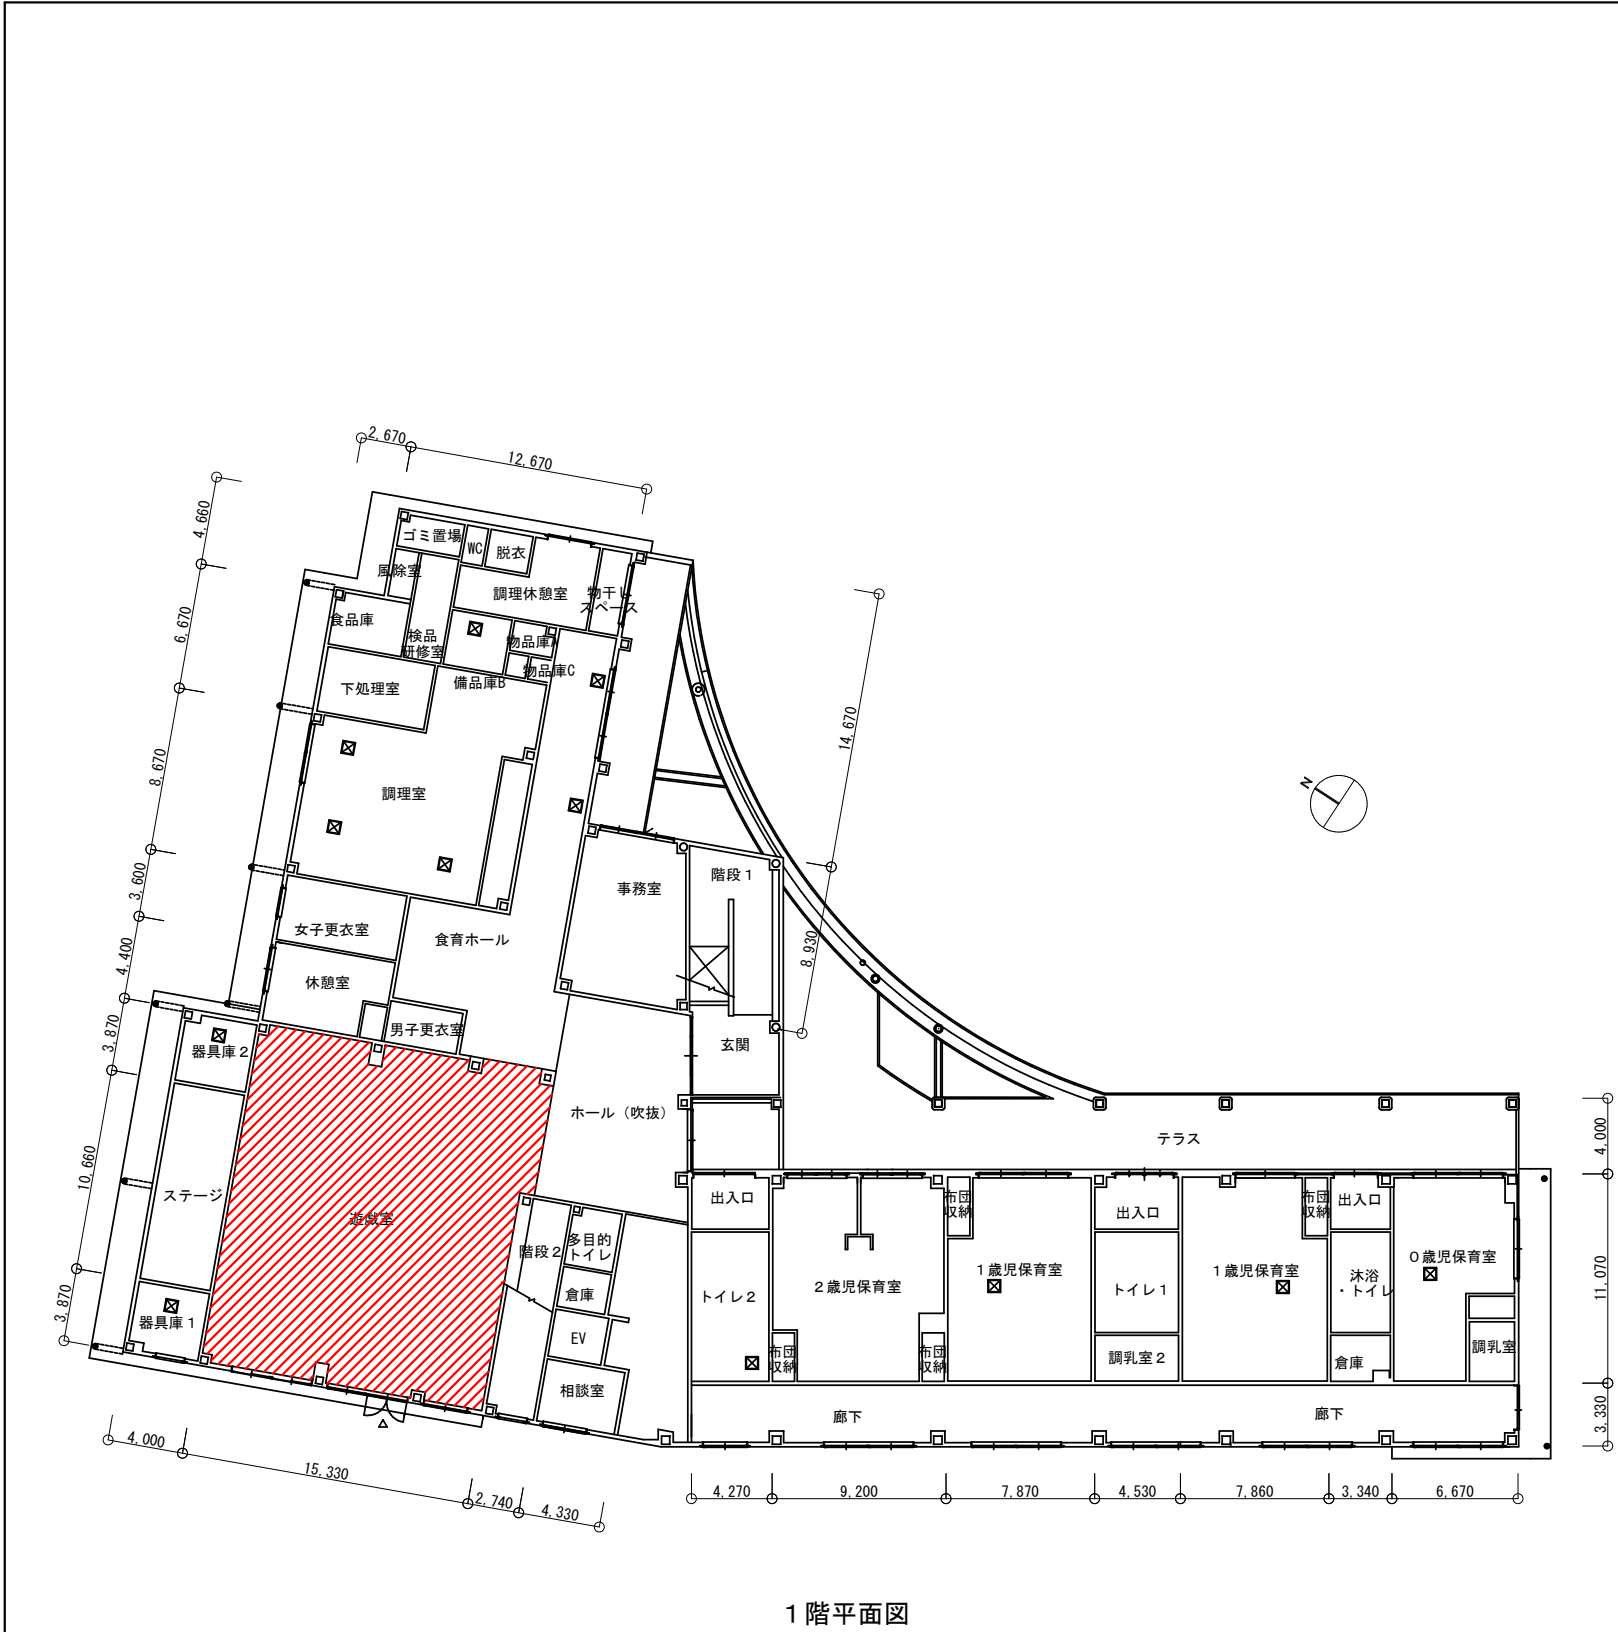 2,670
12,670
4,660
6,670
8,670
3,600
4,400
3,870
10,660
3,870
14,670
8,930
N
ゴミ置場
WC
脱衣
風除室
調理休憩室
物干し
スペース
食品庫
検品
研修室
物品庫A
物品庫C
備品庫B
下処理室
調理室
事務室
階段１
女子更衣室
食育ホール
休憩室
男子更衣室
器具庫２
玄関
ホール（吹抜）
テラス
ステージ
遊戯室
階段２
多目的
トイレ
倉庫
EV
相談室
器具庫１
出入口
布団
収納
出入口
布団
収納
出入口
２歳児保育室
１歳児保育室
１歳児保育室
０歳児保育室
トイレ２
トイレ１
沐浴
・トイレ
布団
収納
布団
収納
調乳室２
倉庫
調乳室
廊下
廊下
4,000
11,070
3,330
4,000
15,330
2,740
4,330
4,270
9,200
7,870
4,530
7,860
3,340
6,670
１階平面図